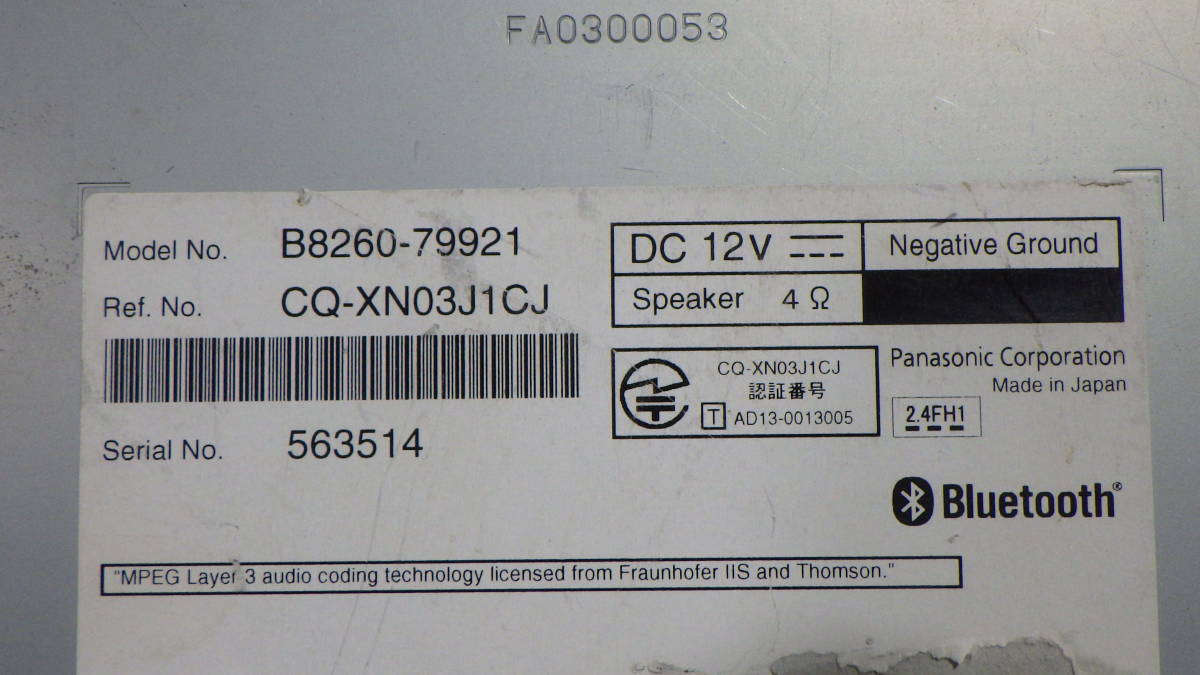 FA0300053
Model No. B8260-79921
Ref. No. CQ-XN03J1CJ
Serial No. 563514
DC 12V
Negative Ground
Speaker 4 Ω
CQ-XN03J1CJ
認証番号
T AD13-0013005
Panasonic Corporation
Made in Japan
2.4FH1
Bluetooth®
"MPEG Layer 3 audio coding technology licensed from Fraunhofer IIS and Thomson."